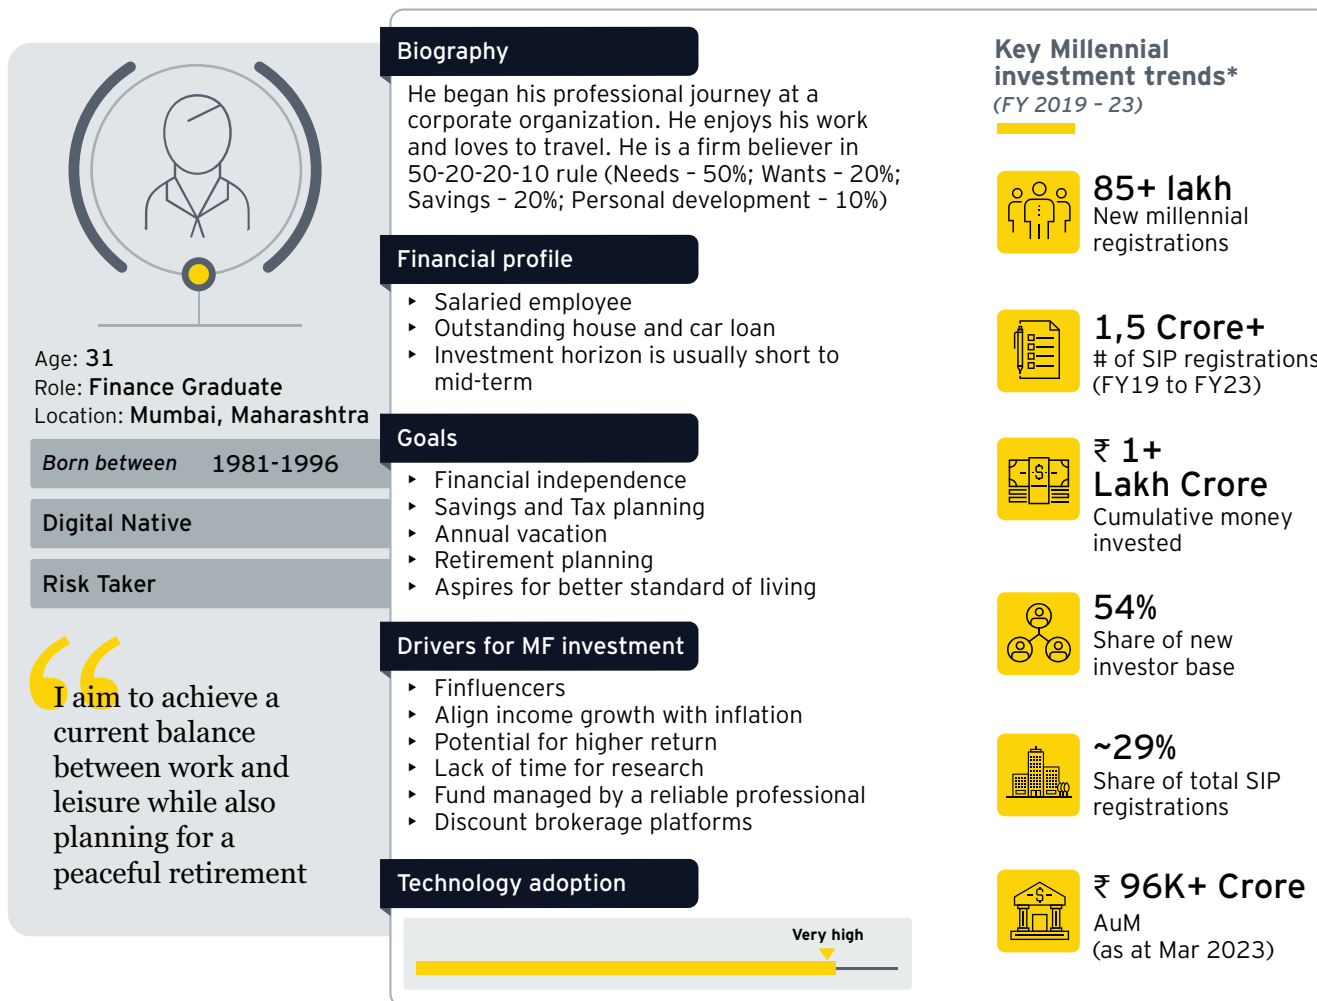 Age: 31
Role: Finance Graduate
Location: Mumbai, Maharashtra
Born between 1981-1996
Digital Native
Risk Taker
“
I aim to achieve a
current balance
between work and
leisure while also
planning for a
peaceful retirement
Biography
He began his professional journey at a
corporate organization. He enjoys his work
and loves to travel. He is a firm believer in
50-20-20-10 rule (Needs – 50%; Wants – 20%;
Savings – 20%; Personal development – 10%)
Financial profile
‣ Salaried employee
‣ Outstanding house and car loan
‣ Investment horizon is usually short to
mid-term
Goals
‣ Financial independence
‣ Savings and Tax planning
‣ Annual vacation
‣ Retirement planning
‣ Aspires for better standard of living
Drivers for MF investment
‣ Finfluencers
‣ Align income growth with inflation
‣ Potential for higher return
‣ Lack of time for research
‣ Fund managed by a reliable professional
‣ Discount brokerage platforms
Technology adoption
Very high
Key Millennial
investment trends*
(FY 2019 – 23)
85+ lakh
New millennial
registrations
1,5 Crore+
# of SIP registrations
(FY19 to FY23)
₹ 1+
Lakh Crore
Cumulative money
invested
54%
Share of new
investor base
~29%
Share of total SIP
registrations
₹ 96K+ Crore
AuM
(as at Mar 2023)